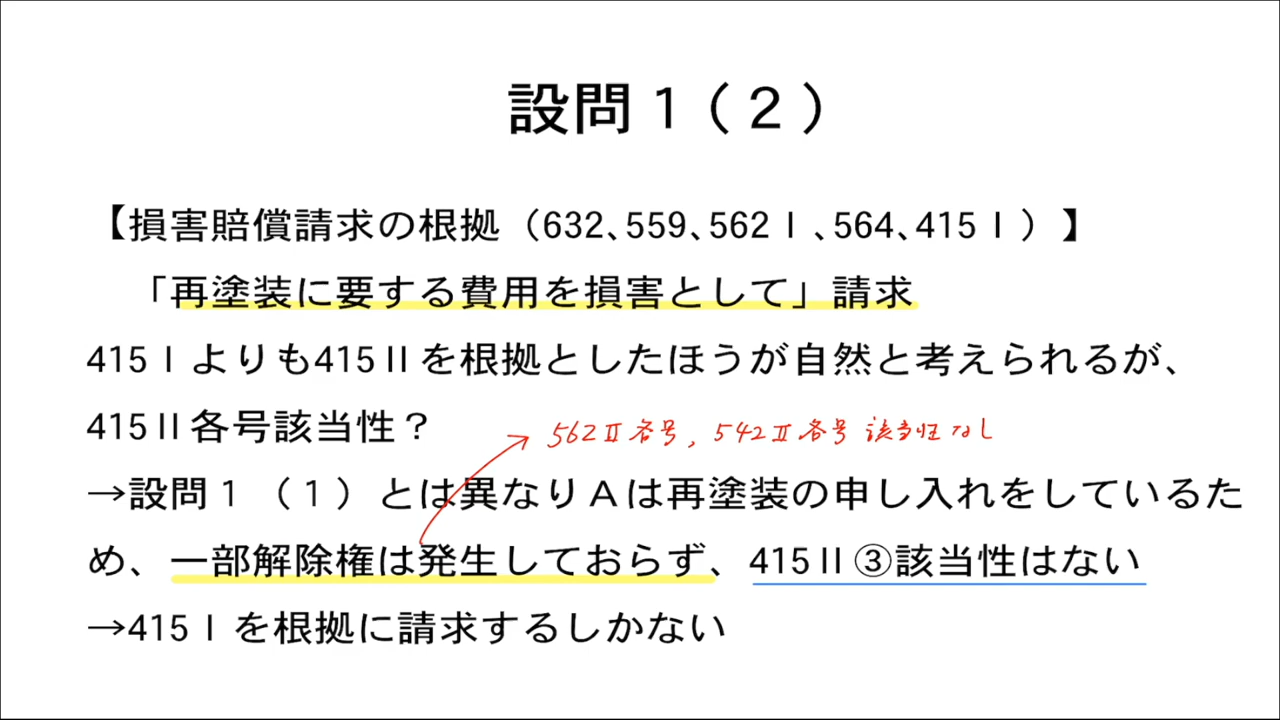 設問１（２）
【損害賠償請求の根拠（632、559、562Ⅰ、564、415Ⅰ）】
「再塗装に要する費用を損害として」請求
415Ⅰよりも415Ⅱを根拠としたほうが自然と考えられるが、
415Ⅱ各号該当性？
562Ⅱ各号, 542Ⅱ各号 該当性なし
→設問１（１）とは異なりＡは再塗装の申し入れをしているた
め、一部解除権は発生しておらず、415Ⅱ③該当性はない
→415Ⅰを根拠に請求するしかない